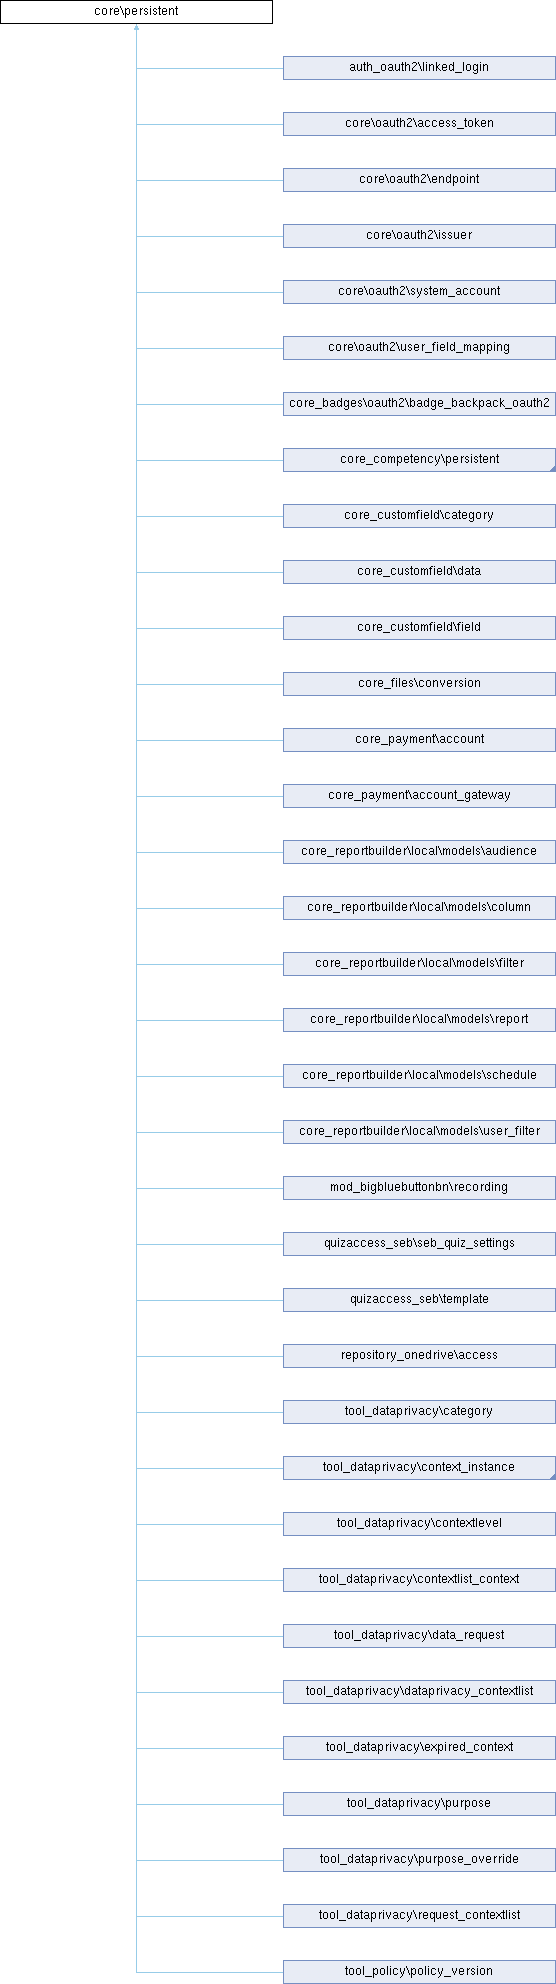 core\persistent
auth_oauth2\linked_login
core\oauth2\access_token
core\oauth2\endpoint
core\oauth2\issuer
core\oauth2\system_account
core\oauth2\user_field_mapping
core_badges\oauth2\badge_backpack_oauth2
core_competency\persistent
core_customfield\category
core_customfield\data
core_customfield\field
core_files\conversion
core_payment\account
core_payment\account_gateway
core_reportbuilder\local\models\audience
core_reportbuilder\local\models\column
core_reportbuilder\local\models\filter
core_reportbuilder\local\models\report
core_reportbuilder\local\models\schedule
core_reportbuilder\local\models\user_filter
mod_bigbluebuttonbn\recording
quizaccess_seb\seb_quiz_settings
quizaccess_seb\template
repository_onedrive\access
tool_dataprivacy\category
tool_dataprivacy\context_instance
tool_dataprivacy\contextlevel
tool_dataprivacy\contextlist_context
tool_dataprivacy\data_request
tool_dataprivacy\dataprivacy_contextlist
tool_dataprivacy\expired_context
tool_dataprivacy\purpose
tool_dataprivacy\purpose_override
tool_dataprivacy\request_contextlist
tool_policy\policy_version